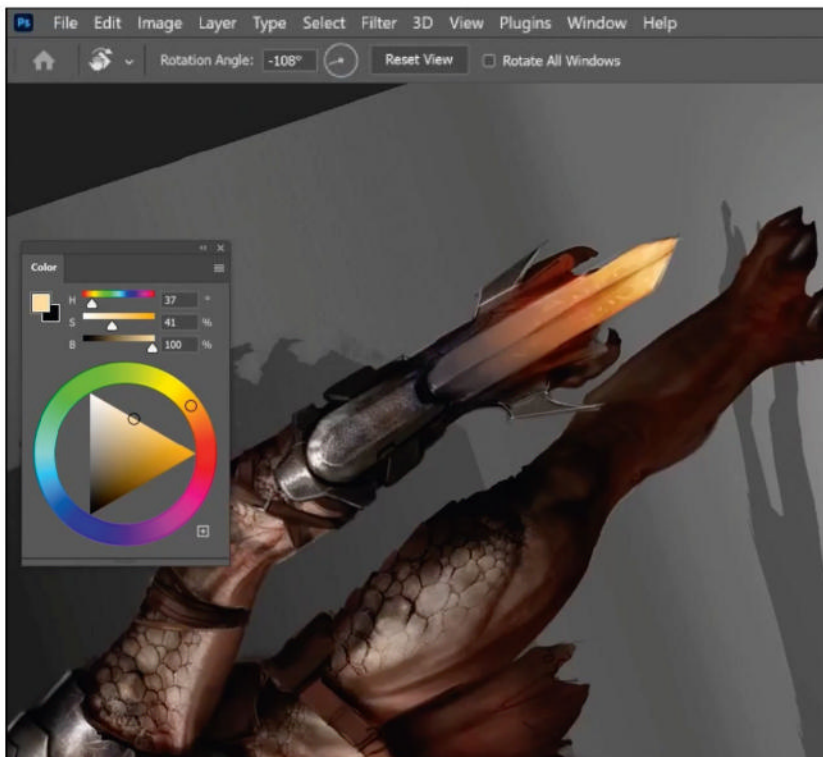 Ps File Edit Image Layer Type Select Filter 3D View Plugins Window Help
Rotation Angle: -108° Reset View Rotate All Windows
Color
H 37 °
S 41 %
B 100 %